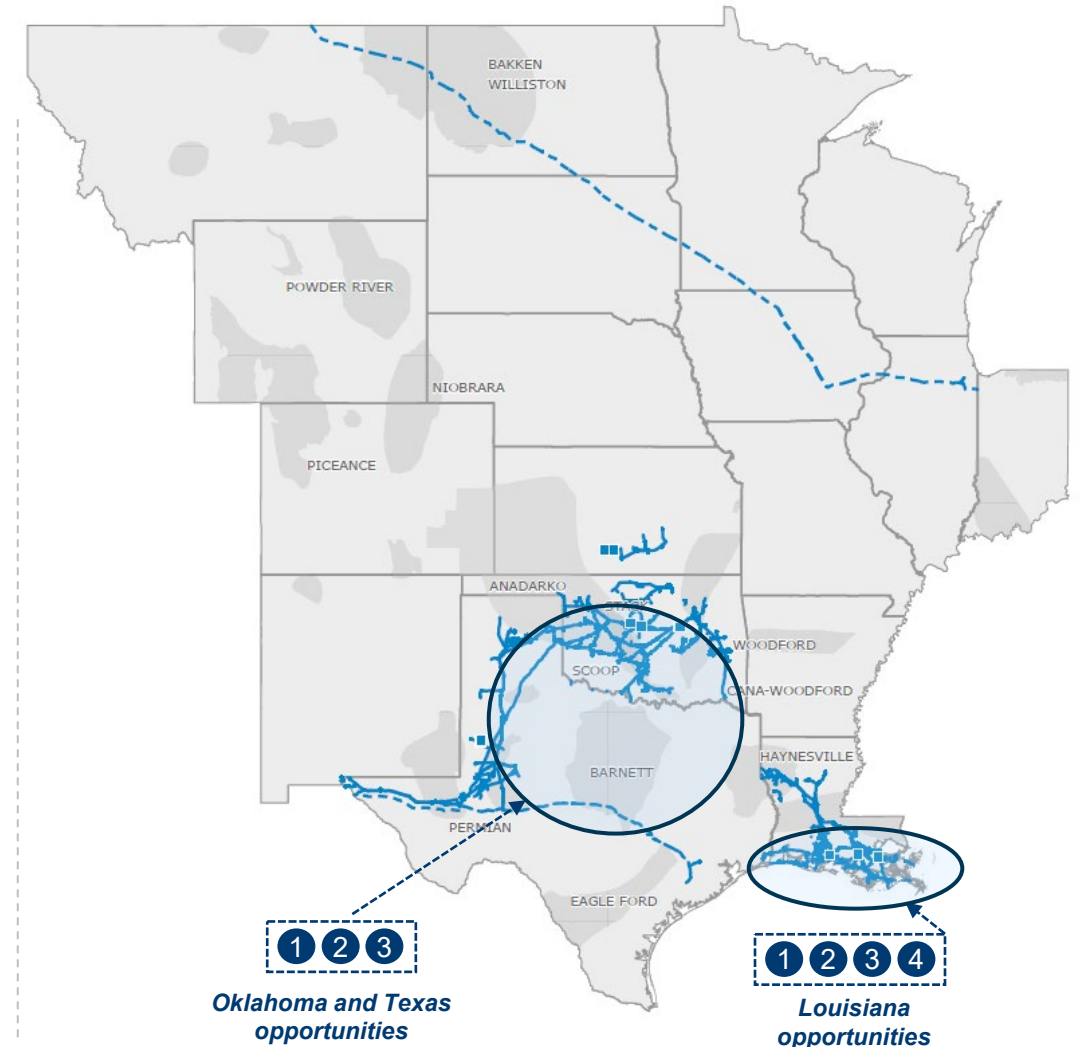 BAKKEN
WILLISTON
POWDER RIVER
NIOBRARA
PICEANCE
ANADARKO
STACK
WOODFORD
SCOOP
CANA-WOODFORD
HAYNESVILLE
BARNETT
PERMIAN
EAGLE FORD
1 2 3
1 2 3 4
Oklahoma and Texas
opportunities
Louisiana
opportunities